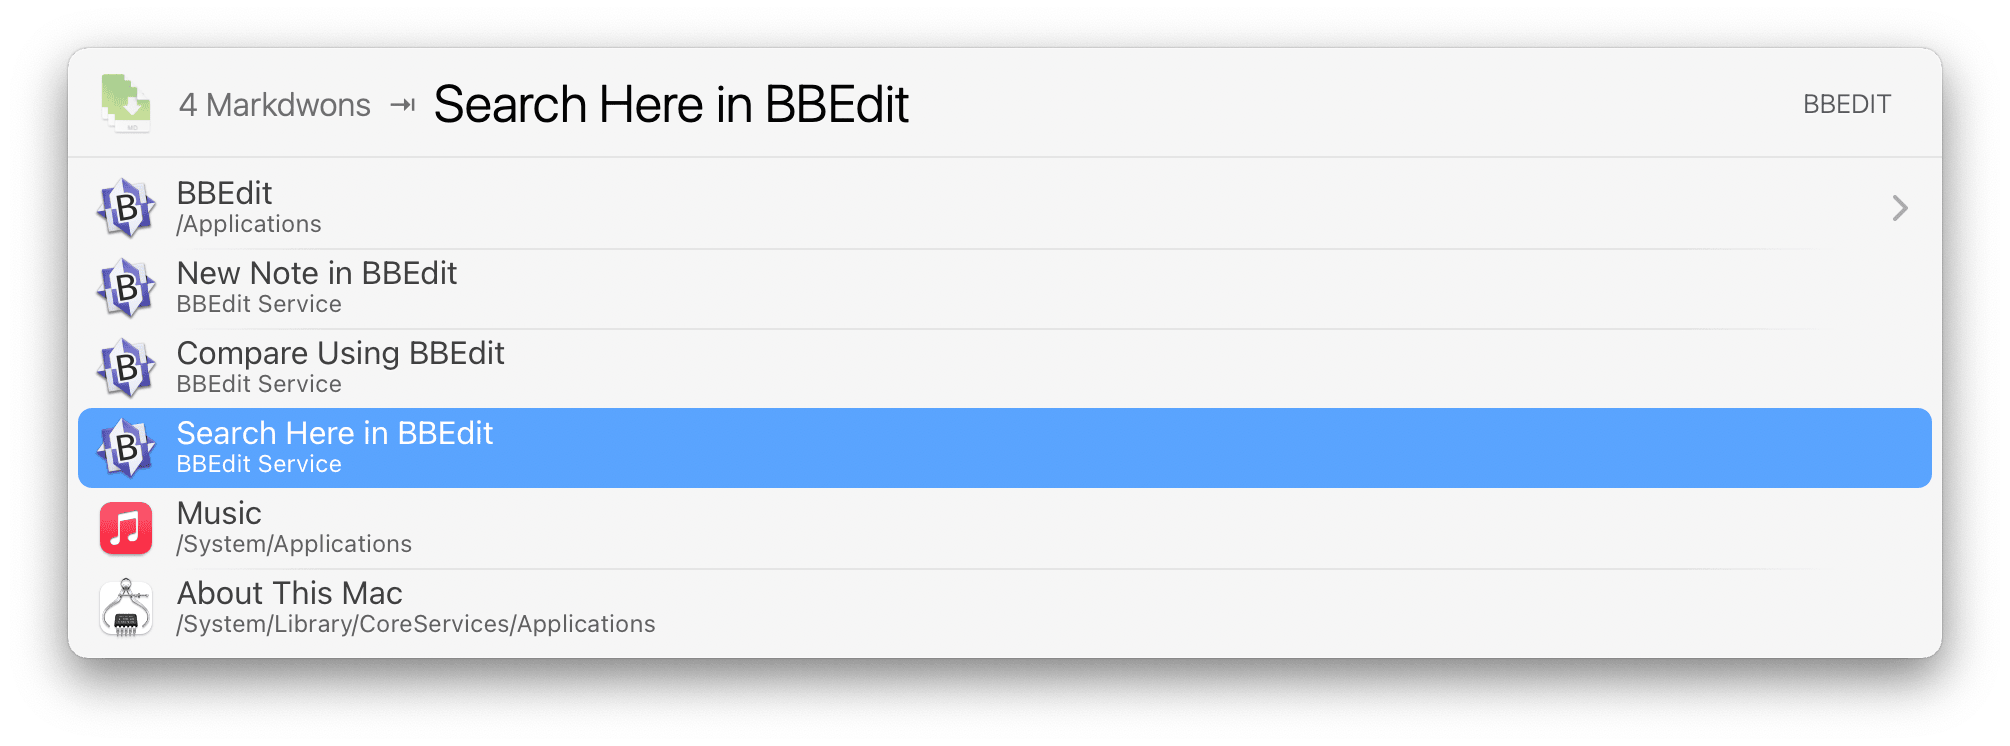 4 Markdwons → Search Here in BBEdit BBEDIT
BBEdit
/Applications
New Note in BBEdit
BBEdit Service
Compare Using BBEdit
BBEdit Service
Search Here in BBEdit
BBEdit Service
Music
/System/Applications
About This Mac
/System/Library/CoreServices/Applications